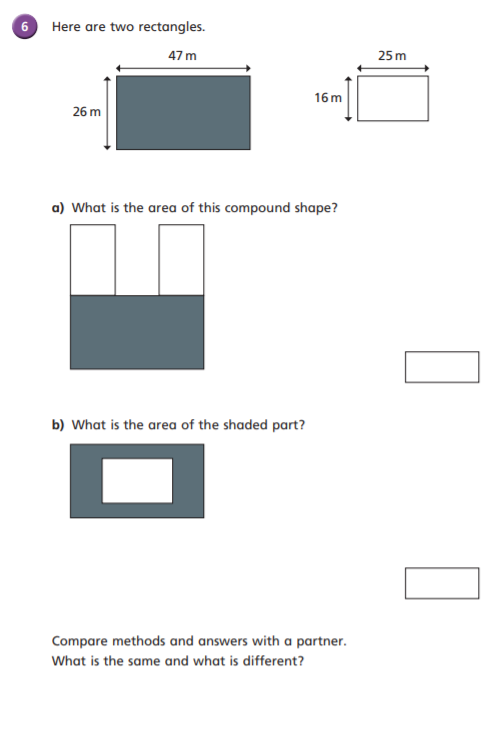 6 Here are two rectangles.
47 m
25 m
26 m
16 m
a) What is the area of this compound shape?
b) What is the area of the shaded part?
Compare methods and answers with a partner.
What is the same and what is different?